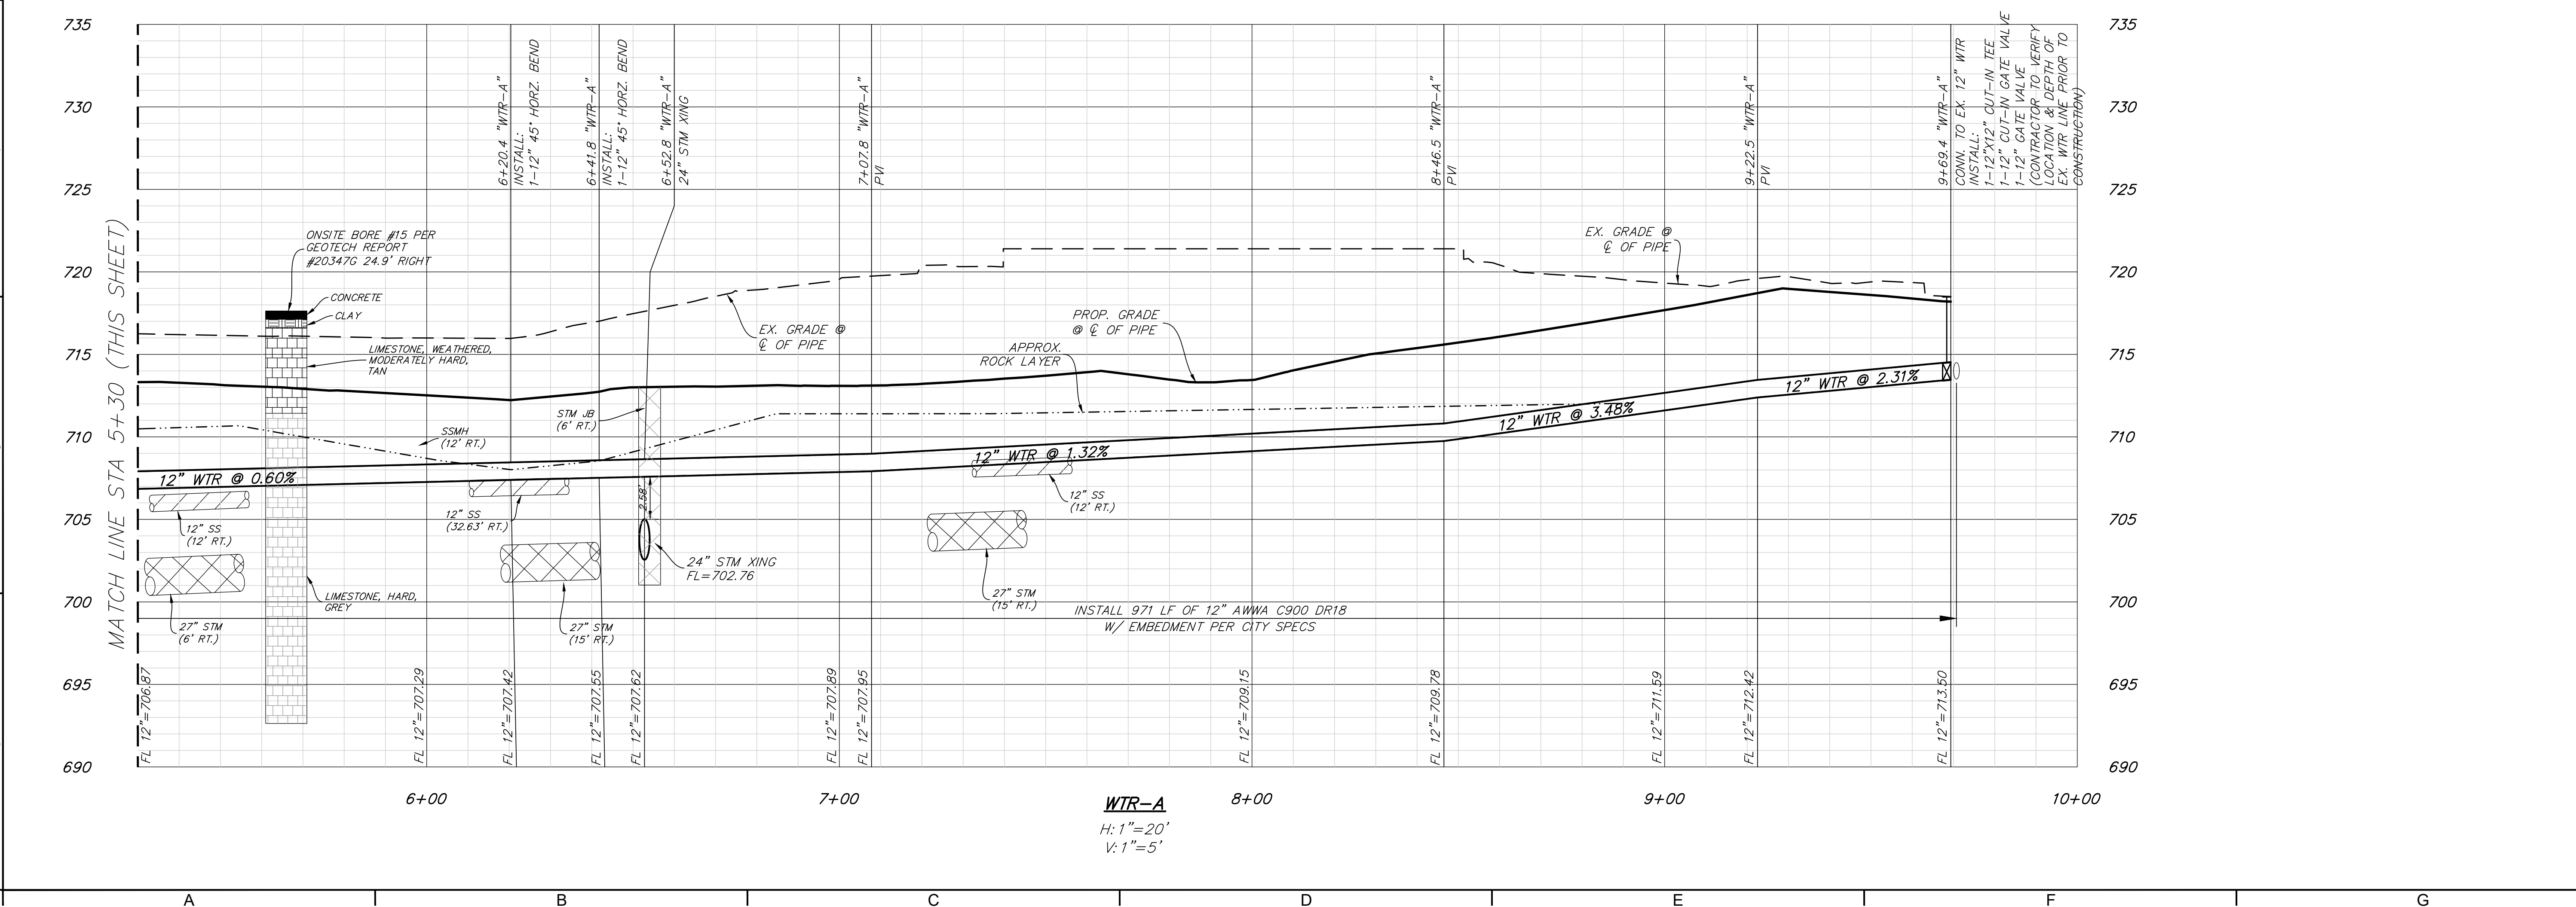 735
730
725
720
715
710
705
700
695
690
735
730
725
720
715
710
705
700
695
690
MATCH LINE STA 5+30 (THIS SHEET)
6+20.4 "WTR-A"
INSTALL:
1-12" 45° HORZ. BEND
6+41.8 "WTR-A"
INSTALL:
1-12" 45° HORZ. BEND
6+52.8 "WTR-A"
24" STM XING
7+07.8 "WTR-A"
PVI
8+46.5 "WTR-A"
PVI
9+22.5 "WTR-A"
PVI
9+69.4 "WTR-A"
CONN. TO EX. 12" WTR
INSTALL:
1-12"X12" CUT-IN TEE
1-12" CUT-IN GATE VALVE
1-12" GATE VALVE
(CONTRACTOR TO VERIFY
LOCATION & DEPTH OF
EX. WTR LINE PRIOR TO
CONSTRUCTION)
ONSITE BORE #15 PER
GEOTECH REPORT
#20347G 24.9' RIGHT
CONCRETE
CLAY
LIMESTONE, WEATHERED,
MODERATELY HARD,
TAN
EX. GRADE @
℄ OF PIPE
PROP. GRADE
@ ℄ OF PIPE
APPROX.
ROCK LAYER
EX. GRADE @
℄ OF PIPE
SSMH
(12' RT.)
STM JB
(6' RT.)
12" WTR @ 0.60%
12" WTR @ 1.32%
12" WTR @ 3.48%
12" WTR @ 2.31%
12" SS
(12' RT.)
12" SS
(32.63' RT.)
2.58'
12" SS
(12' RT.)
24" STM XING
FL=702.76
LIMESTONE, HARD,
GREY
27" STM
(6' RT.)
27" STM
(15' RT.)
27" STM
(15' RT.)
INSTALL 971 LF OF 12" AWWA C900 DR18
W/ EMBEDMENT PER CITY SPECS
FL 12"=706.87
FL 12"=707.29
FL 12"=707.42
FL 12"=707.55
FL 12"=707.62
FL 12"=707.89
FL 12"=707.95
FL 12"=709.15
FL 12"=709.78
FL 12"=711.59
FL 12"=712.42
FL 12"=713.50
6+00
7+00
8+00
9+00
10+00
WTR-A
H: 1"=20'
V: 1"=5'
A
B
C
D
E
F
G